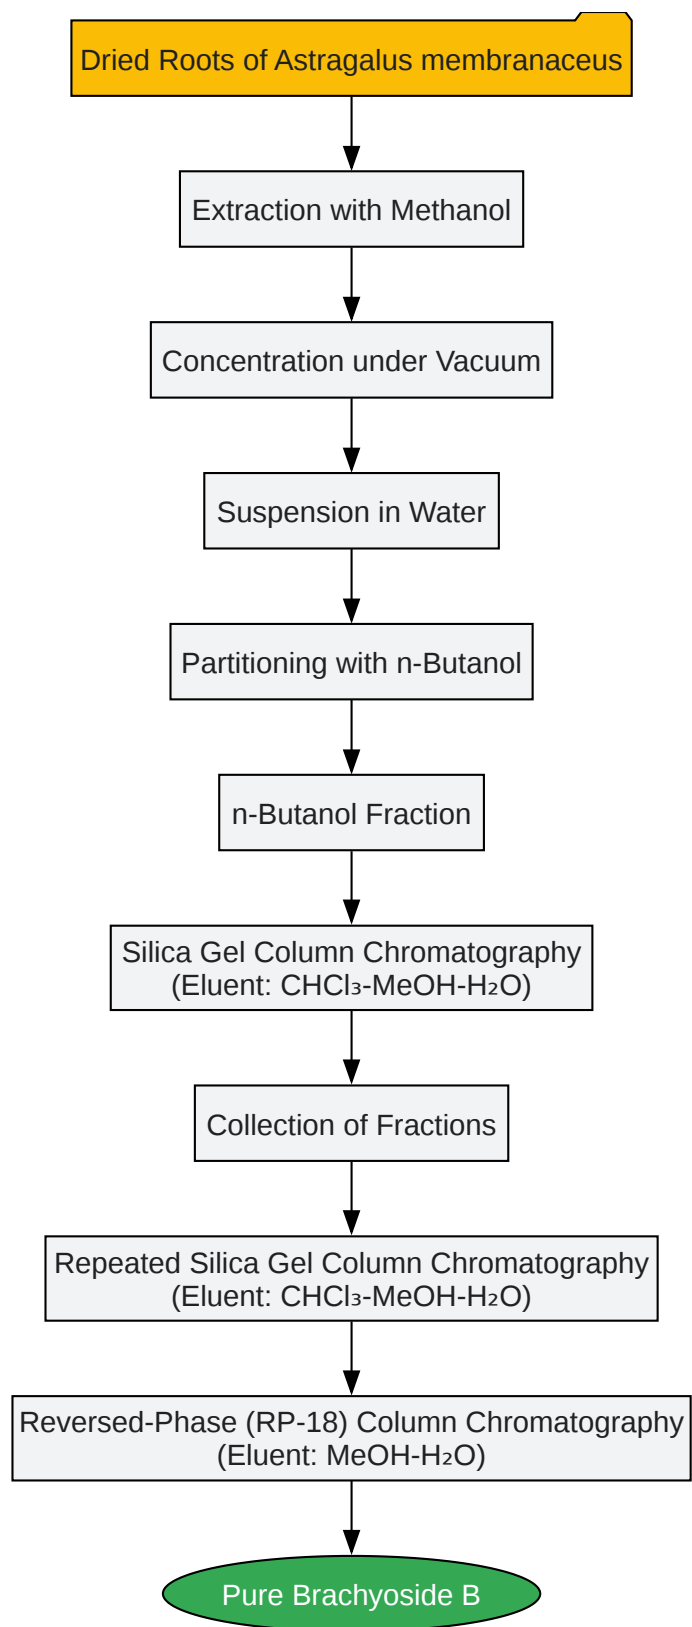 Dried Roots of Astragalus membranaceus
Extraction with Methanol
Concentration under Vacuum
Suspension in Water
Partitioning with n-Butanol
n-Butanol Fraction
Silica Gel Column Chromatography
(Eluent: CHCl₃-MeOH-H₂O)
Collection of Fractions
Repeated Silica Gel Column Chromatography
(Eluent: CHCl₃-MeOH-H₂O)
Reversed-Phase (RP-18) Column Chromatography
(Eluent: MeOH-H₂O)
Pure Brachyoside B